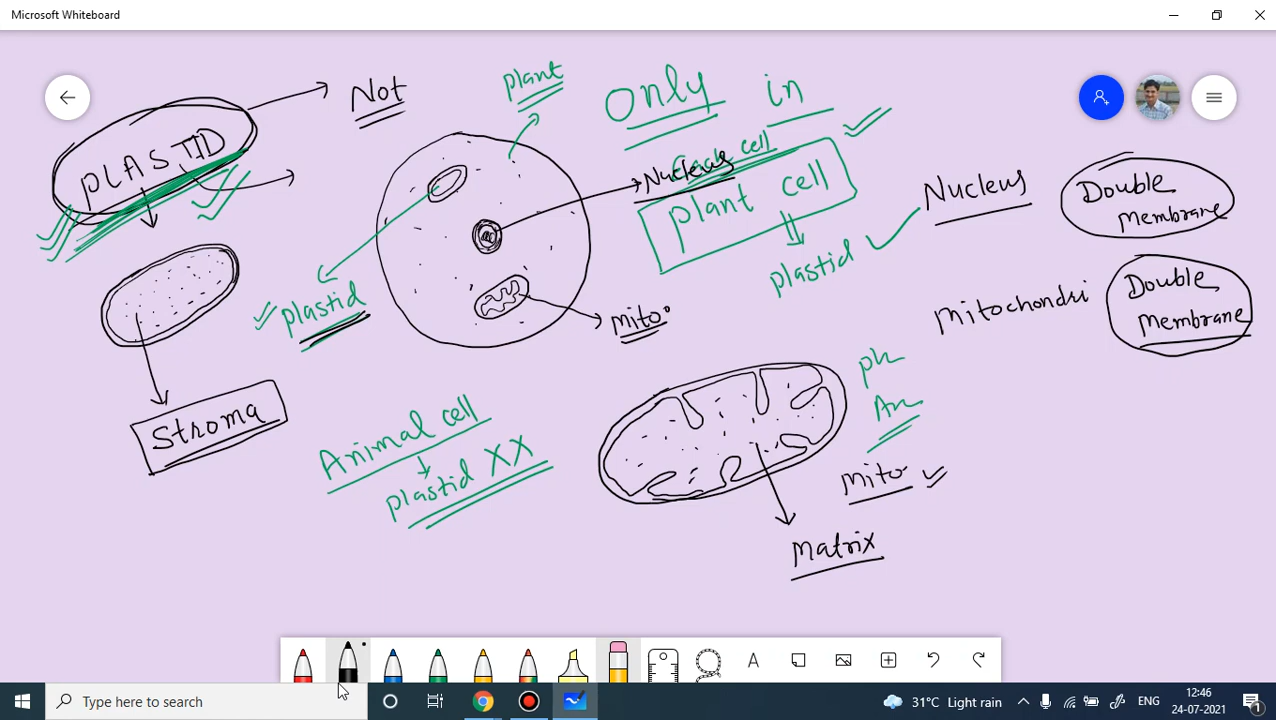 Microsoft Whiteboard
PLASTID
Not
plant
Only in
Nucleus
cell
plant cell
plastid
Nucleus
Double
Membrane
Mitochondri
Double
Membrane
plastid
Mito
Stroma
Animal cell
plastid XX
Mito
Matrix
A
Type here to search
31°C Light rain
ENG
12:46
24-07-2021
1